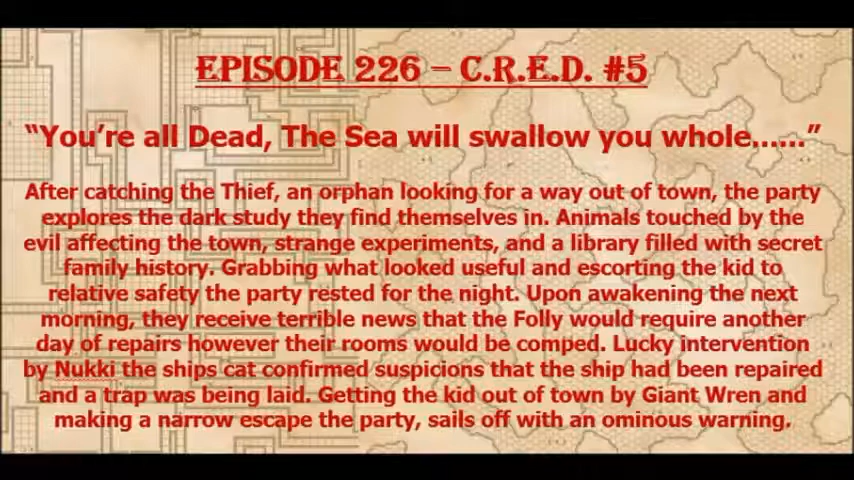 EPISODE 226 – C.R.E.D. #5
“You’re all Dead, The Sea will swallow you whole......”
After catching the Thief, an orphan looking for a way out of town, the party
explores the dark study they find themselves in. Animals touched by the
evil affecting the town, strange experiments, and a library filled with secret
family history. Grabbing what looked useful and escorting the kid to
relative safety the party rested for the night. Upon awakening the next
morning, they receive terrible news that the Folly would require another
day of repairs however their rooms would be comped. Lucky intervention
by Nukki the ships cat confirmed suspicions that the ship had been repaired
and a trap was being laid. Getting the kid out of town by Giant Wren and
making a narrow escape the party, sails off with an ominous warning.